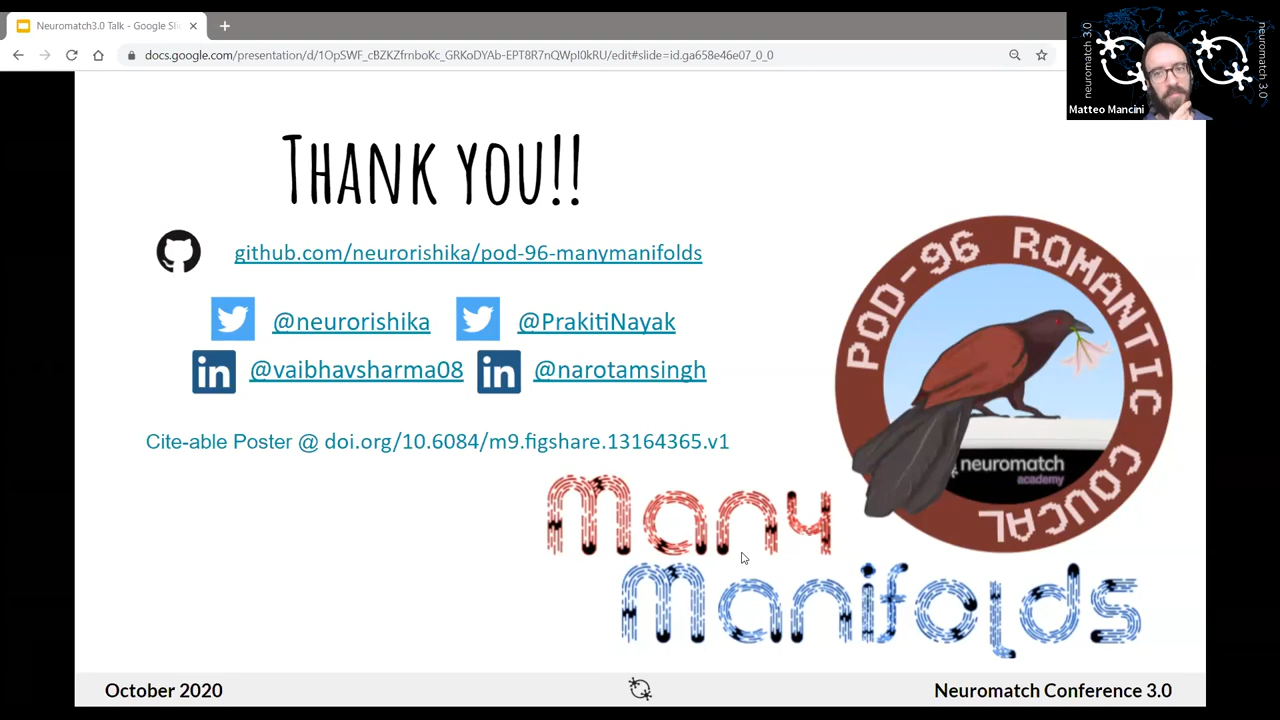 Neuromatch3.0 Talk - Google Sli
docs.google.com/presentation/d/1OpSWF_cBZKZfrnboKc_GRKoDYAb-EPT8R7nQWpI0kRU/edit#slide=id.ga658e46e07_0_0
neuromatch 3.0
neuromatch 3.0
Matteo Mancini
THANK YOU!!
github.com/neurorishika/pod-96-manymanifolds
@neurorishika
@PrakitiNayak
in @vaibhavsharma08
in @narotamsingh
Cite-able Poster @ doi.org/10.6084/m9.figshare.13164365.v1
POD-96 ROMANTIC COUCAL
neuromatch
academy
Many
Manifolds
October 2020
Neuromatch Conference 3.0